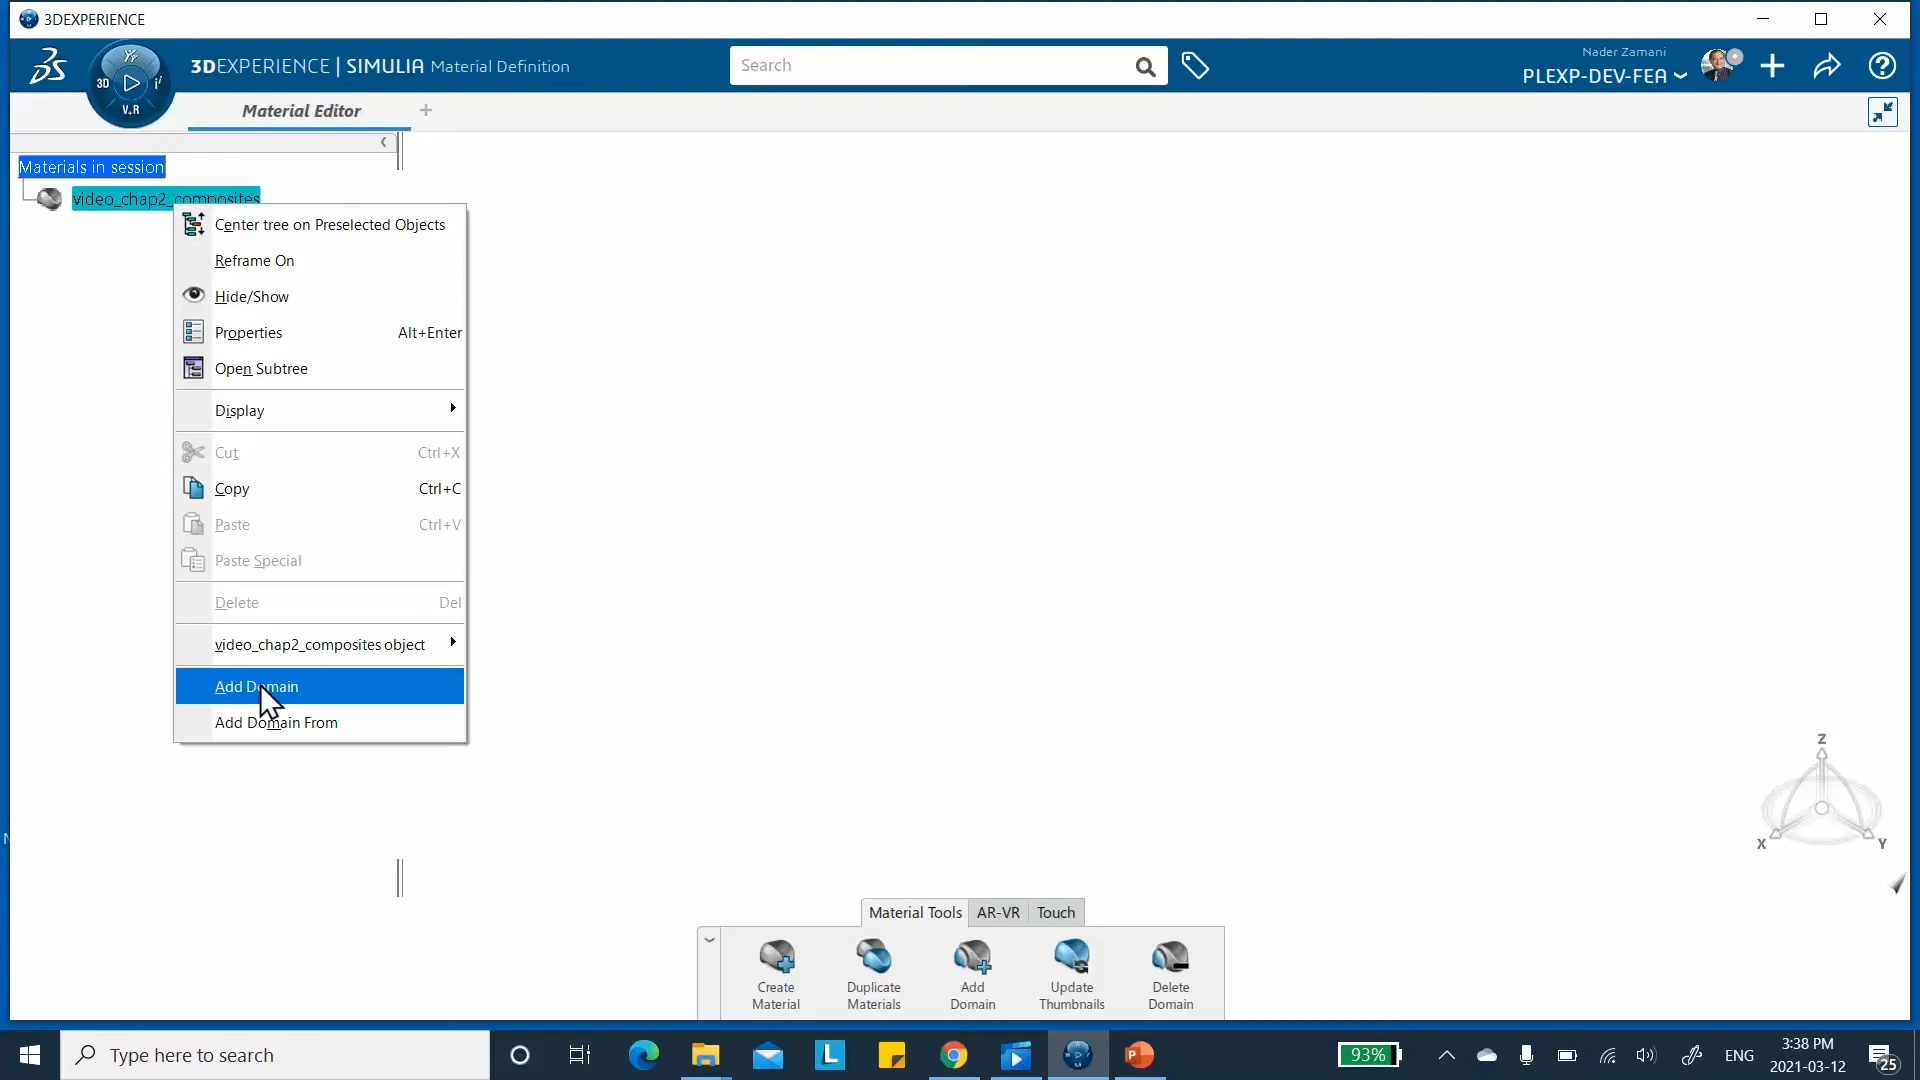 3DEXPERIENCE
3DEXPERIENCE | SIMULIA Material Definition
Search
Nader Zamani
PLEXP-DEV-FEA
3D
V.R
Material Editor
Materials in session
video_chap2_composites
Center tree on Preselected Objects
Reframe On
Hide/Show
Properties Alt+Enter
Open Subtree
Display
Cut Ctrl+X
Copy Ctrl+C
Paste Ctrl+V
Paste Special
Delete Del
video_chap2_composites object
Add Domain
Add Domain From
Z
X
Y
Material Tools AR-VR Touch
Create Material
Duplicate Materials
Add Domain
Update Thumbnails
Delete Domain
Type here to search
L
P
93%
ENG
3:38 PM
2021-03-12
25